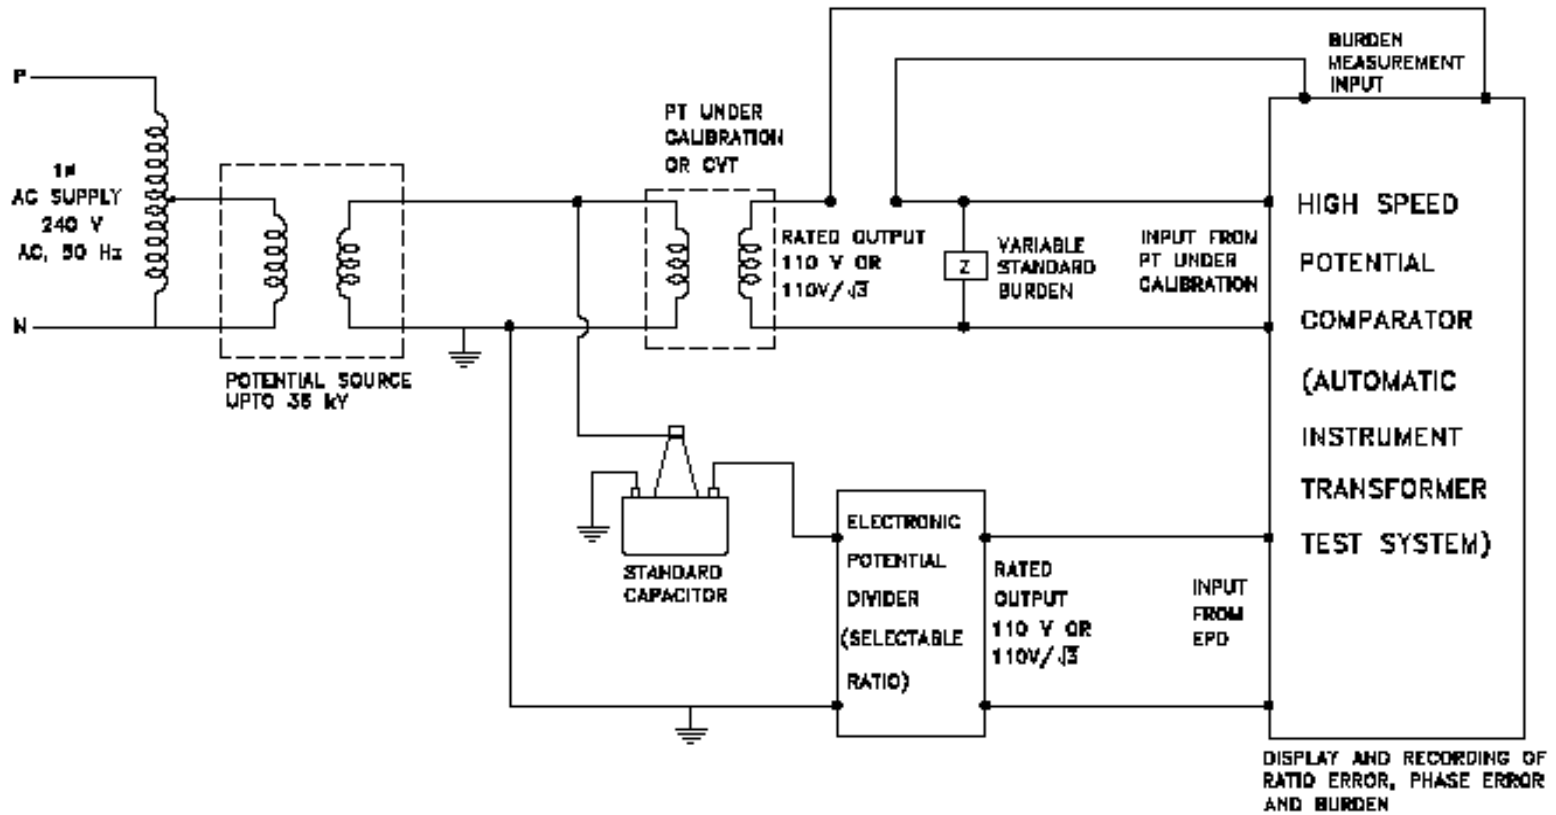 P
1ø
AC SUPPLY
240 V
AC, 50 Hz
N
POTENTIAL SOURCE
UPTO 35 kV
PT UNDER
CALIBRATION
OR CVT
RATED OUTPUT
110 V OR
110V/√3
Z
VARIABLE
STANDARD
BURDEN
INPUT FROM
PT UNDER
CALIBRATION
BURDEN
MEASUREMENT
INPUT
HIGH SPEED
POTENTIAL
COMPARATOR
(AUTOMATIC
INSTRUMENT
TRANSFORMER
TEST SYSTEM)
STANDARD
CAPACITOR
ELECTRONIC
POTENTIAL
DIVIDER
(SELECTABLE
RATIO)
RATED
OUTPUT
110 V OR
110V/√3
INPUT
FROM
EPD
DISPLAY AND RECORDING OF
RATIO ERROR, PHASE ERROR
AND BURDEN